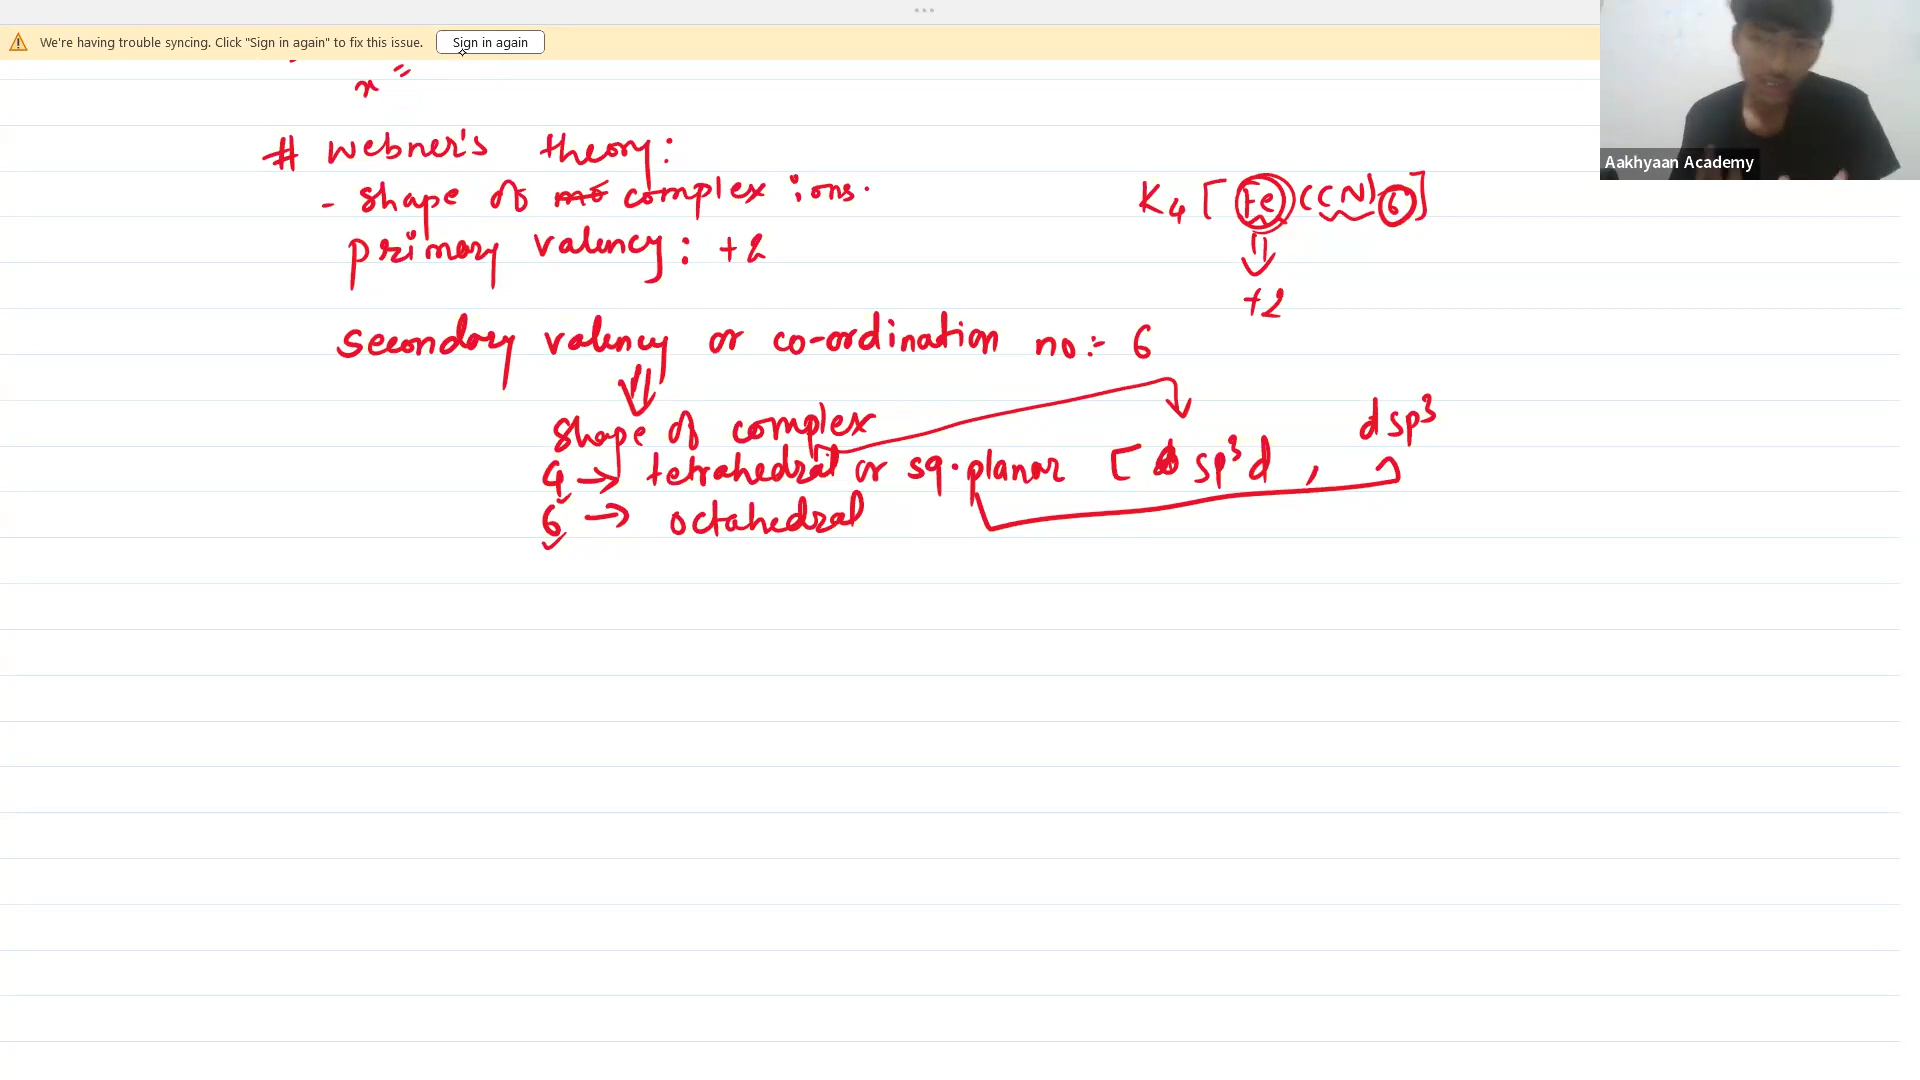 We're having trouble syncing. Click "Sign in again" to fix this issue. Sign in again
x =
Aakhyaan Academy
# Webner's theory:
- shape of complex ions.
K4 [Fe(CN)6]
primary valency: +2
+2
secondary valency or co-ordination no:- 6
shape of complex
dsp³
4 → tetrahedral or sq. planar [ sp³d ,
6 → octahedral